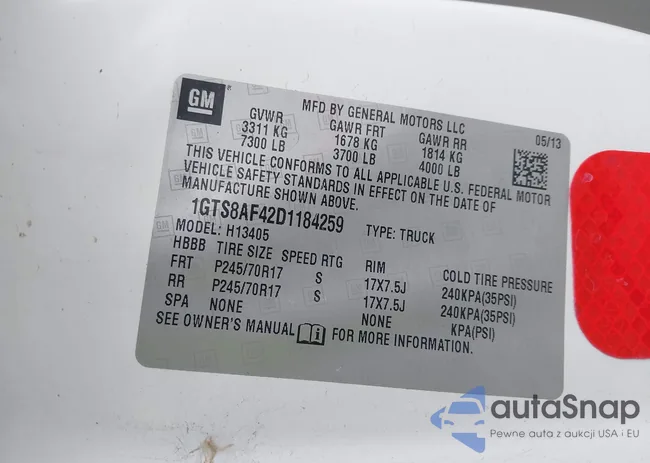 GM
MFD BY GENERAL MOTORS LLC
05/13
GVWR GAWR FRT GAWR RR
3311 KG 1678 KG 1814 KG
7300 LB 3700 LB 4000 LB
THIS VEHICLE CONFORMS TO ALL APPLICABLE U.S. FEDERAL MOTOR
VEHICLE SAFETY STANDARDS IN EFFECT ON THE DATE OF
MANUFACTURE SHOWN ABOVE.
1GTS8AF42D1184259 TYPE: TRUCK
MODEL: H13405
HBBB TIRE SIZE SPEED RTG RIM COLD TIRE PRESSURE
FRT P245/70R17 S 17X7.5J 240KPA(35PSI)
RR P245/70R17 S 17X7.5J 240KPA(35PSI)
SPA NONE NONE KPA(PSI)
SEE OWNER'S MANUAL FOR MORE INFORMATION.
autaSnap
Pewne auta z aukcji USA i EU